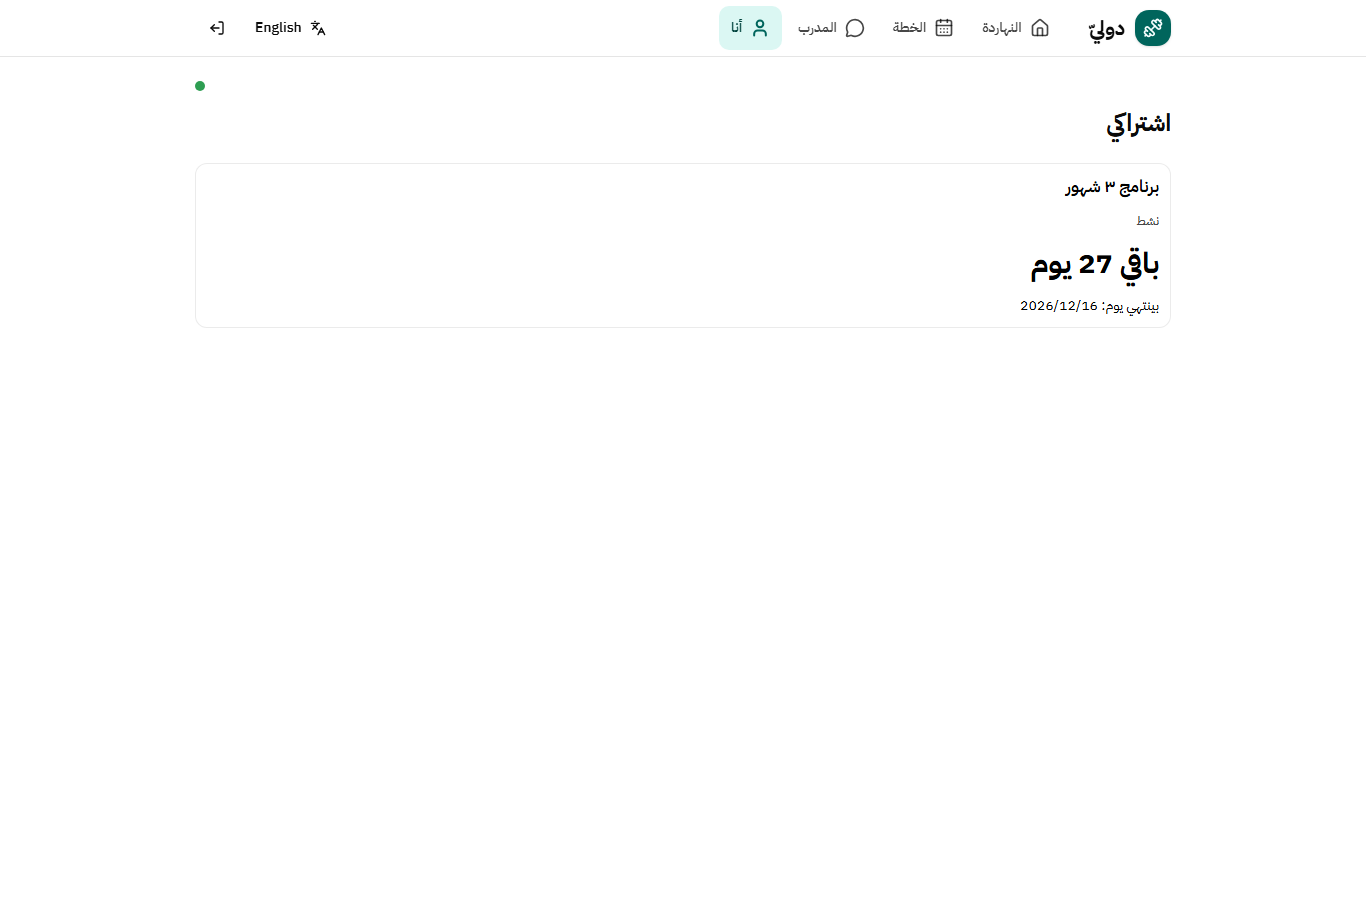 دوليّ
النهاردة
الخطة
المدرب
أنا
English
اشتراكي
برنامج ٣ شهور
نشط
باقي 27 يوم
بينتهي يوم: 2026/12/16